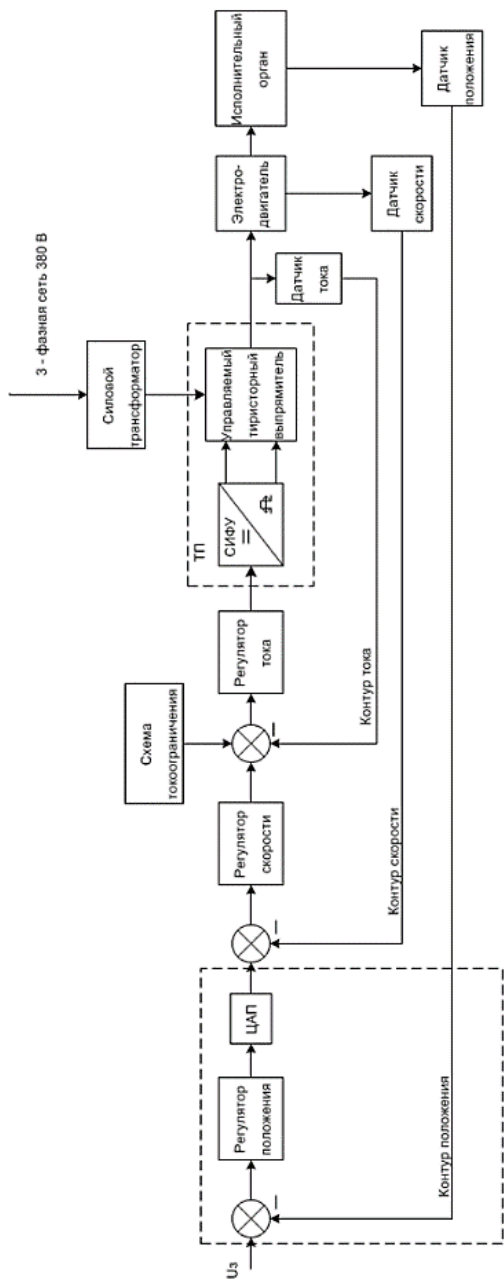 3 - фазная сеть 380 В
Силовой
трансформатор
Схема
токоограничения
ТП
Uз
Регулятор
положения
ЦАП
Регулятор
скорости
Регулятор
тока
СИФУ
=
Управляемый
тиристорный
выпрямитель
Электро-
двигатель
Исполнительный
орган
Датчик
тока
Датчик
скорости
Датчик
положения
Контур тока
Контур скорости
Контур положения